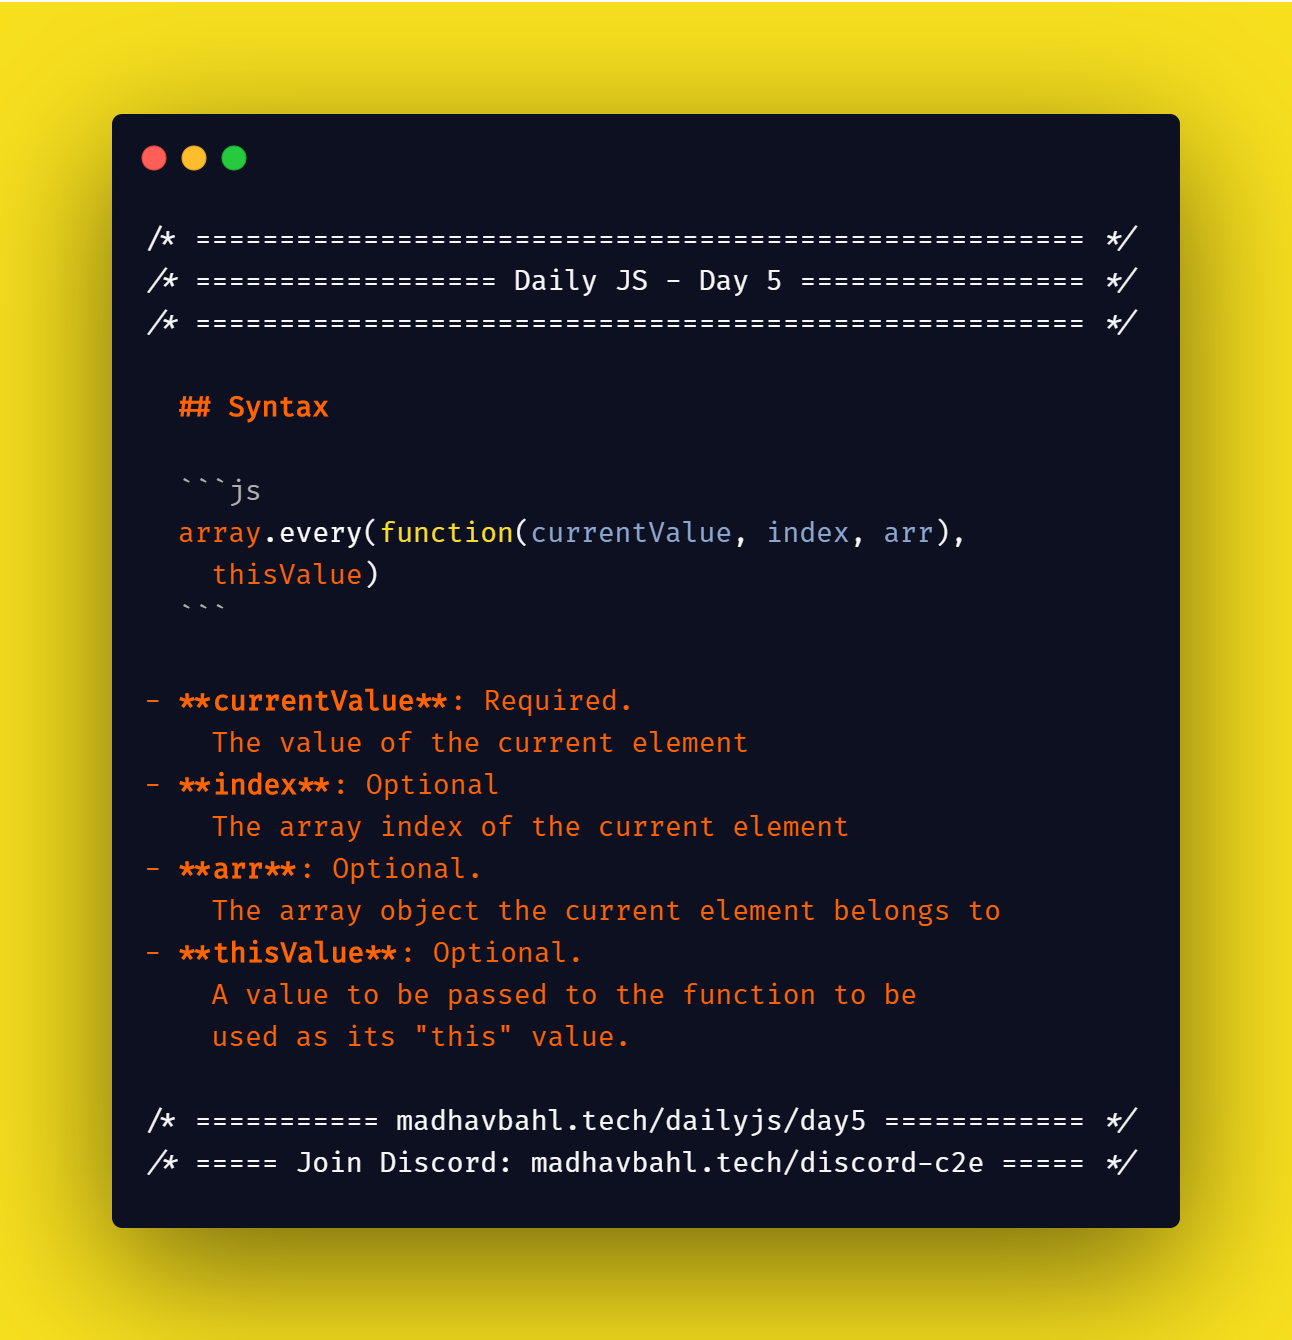 /* ===================================================== */
/* ================== Daily JS - Day 5 ================= */
/* ===================================================== */
## Syntax
```js
array.every(function(currentValue, index, arr),
thisValue)
```
- **currentValue**: Required.
The value of the current element
- **index**: Optional
The array index of the current element
- **arr**: Optional.
The array object the current element belongs to
- **thisValue**: Optional.
A value to be passed to the function to be
used as its "this" value.
/* =========== madhavbahl.tech/dailyjs/day5 ============ */
/* ===== Join Discord: madhavbahl.tech/discord-c2e ===== */